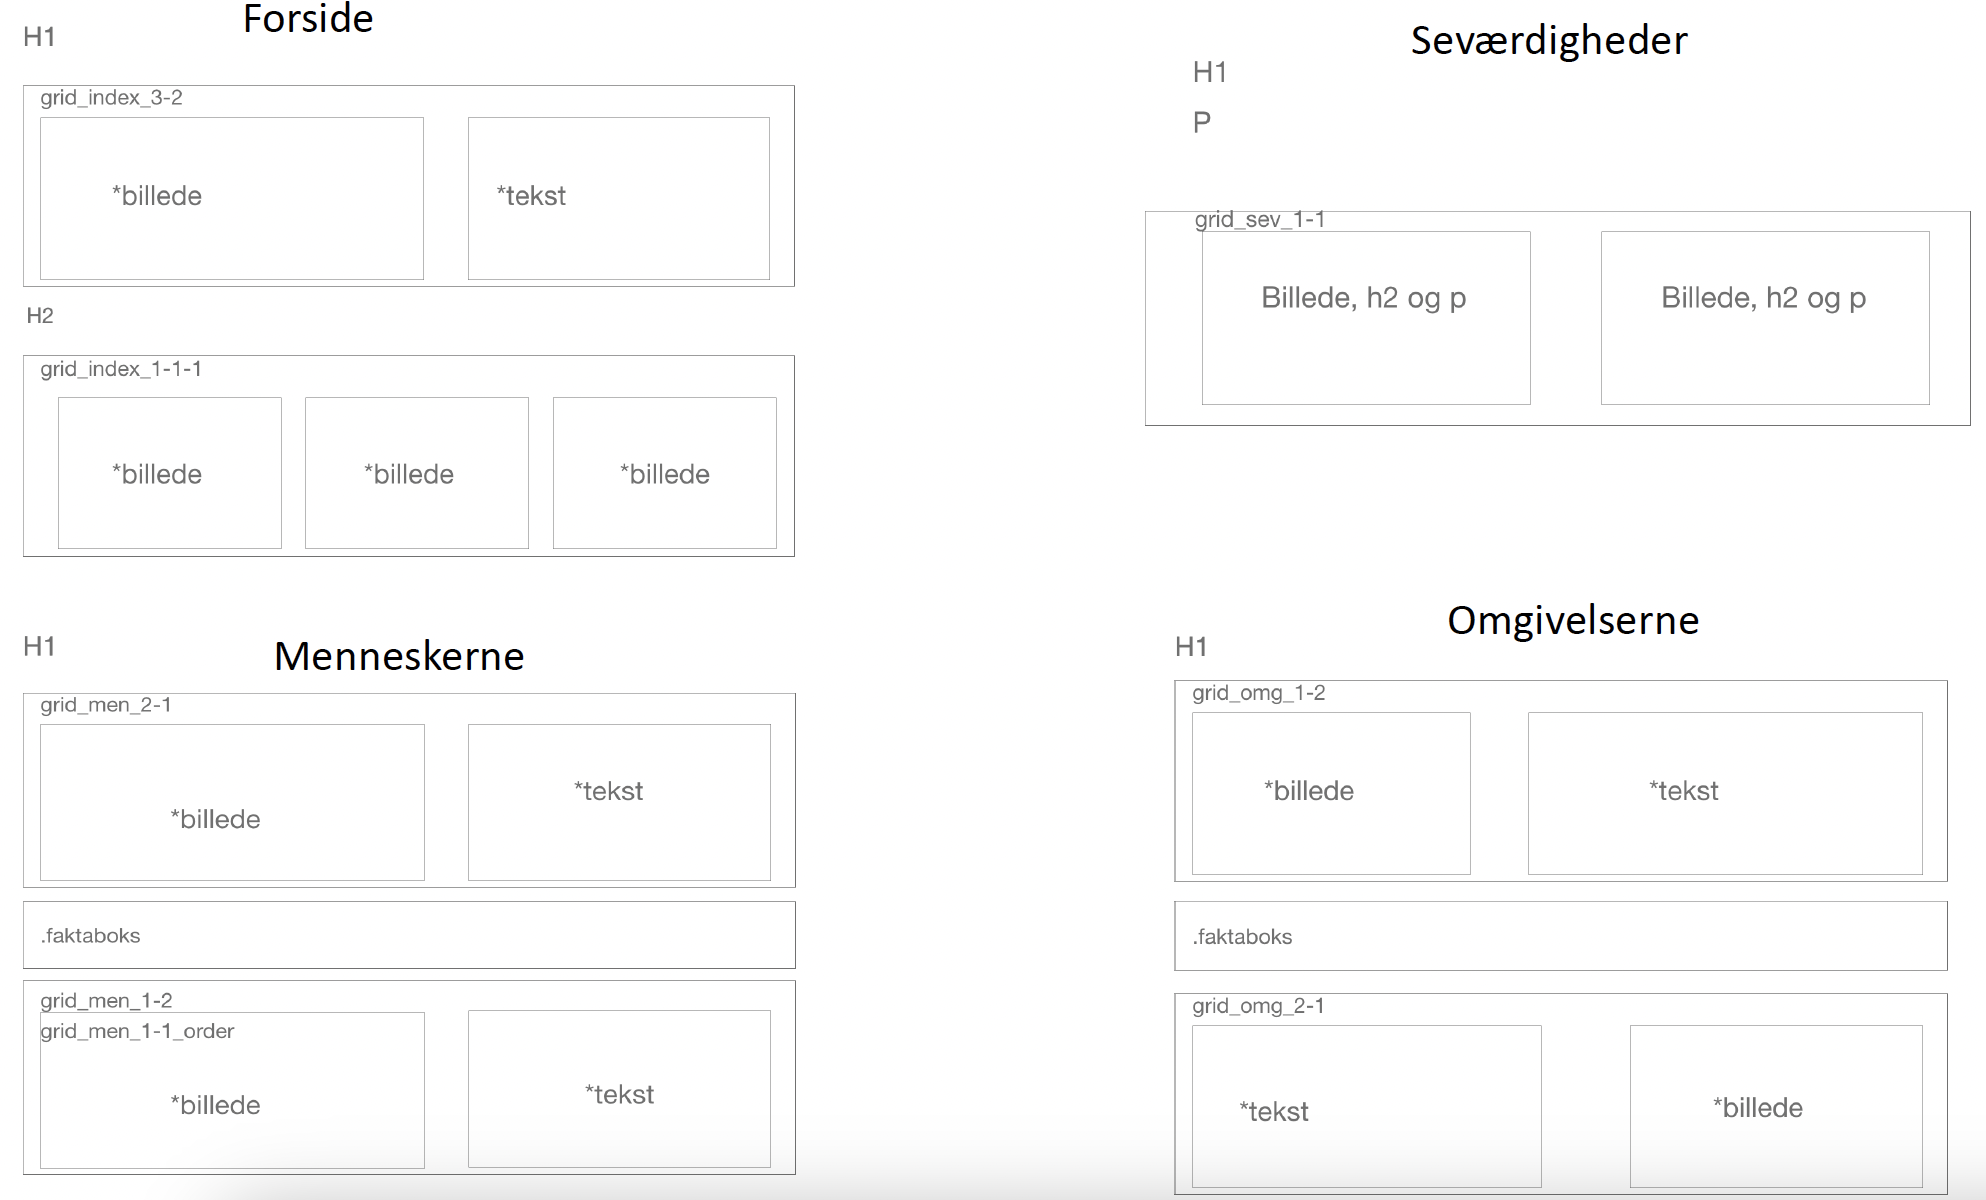 Forside
H1
grid_index_3-2
*billede
*tekst
H2
grid_index_1-1-1
*billede
*billede
*billede
Seværdigheder
H1
P
grid_sev_1-1
Billede, h2 og p
Billede, h2 og p
Menneskerne
H1
grid_men_2-1
*billede
*tekst
.faktaboks
grid_men_1-2
grid_men_1-1_order
*billede
*tekst
Omgivelserne
H1
grid_omg_1-2
*billede
*tekst
.faktaboks
grid_omg_2-1
*tekst
*billede